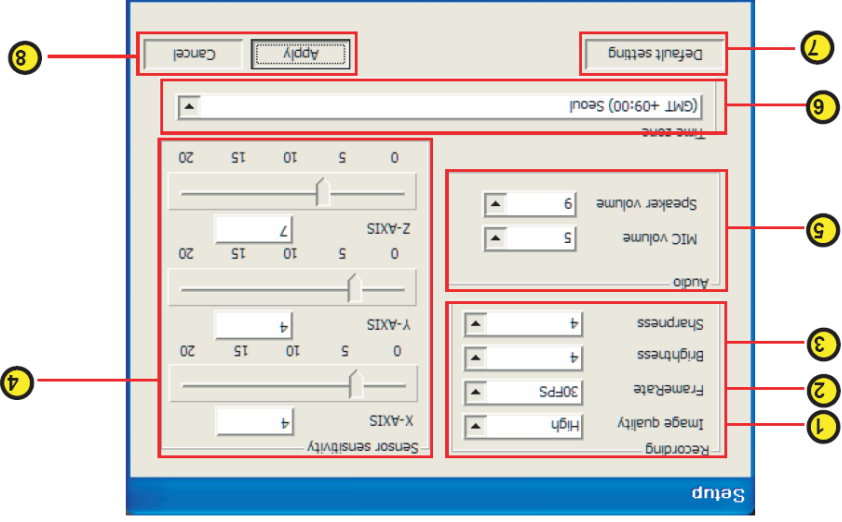 Setup
Recording
Image quality High
FrameRate 30FPS
Brightness 4
Sharpness 4
Audio
MIC volume 5
Speaker volume 9
Sensor sensitivity
X-AXIS 4
0 5 10 15 20
Y-AXIS 4
0 5 10 15 20
Z-AXIS 7
0 5 10 15 20
Time zone
(GMT +09:00) Seoul
Default setting
Apply Cancel
1
2
3
4
5
6
7
8